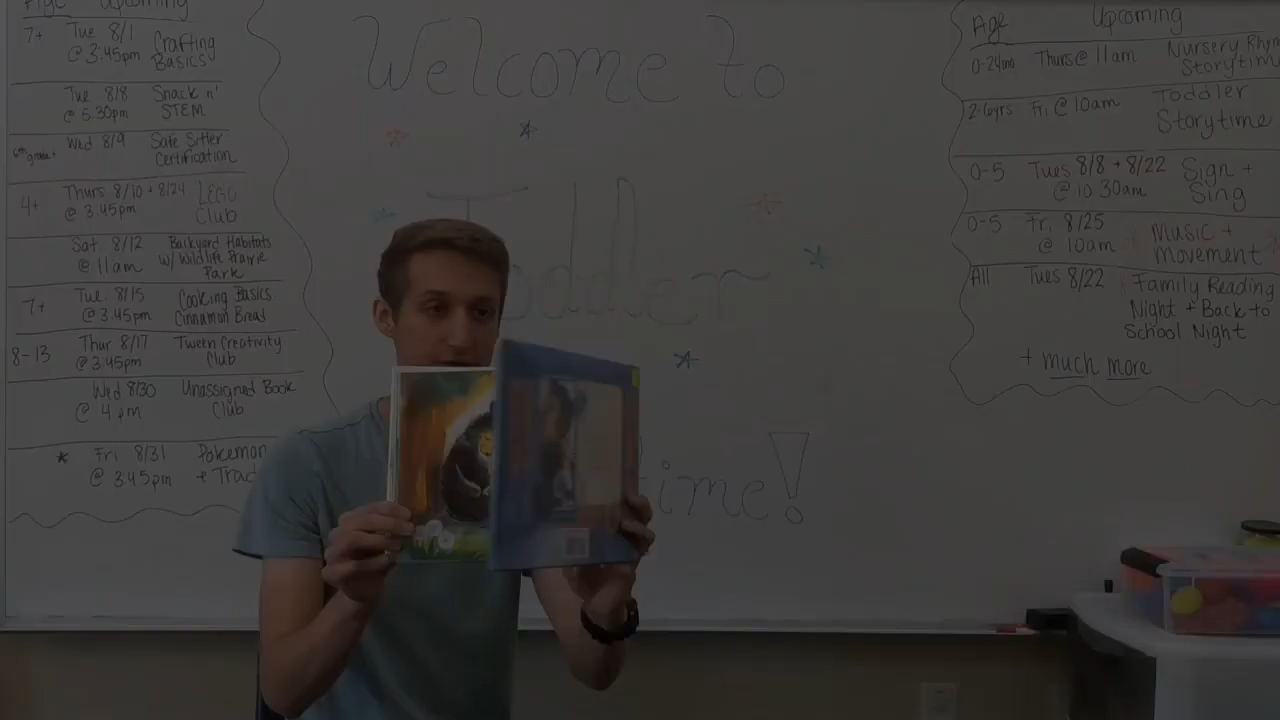 Age Upcoming
7+ Tue 8/1 Crafting
@ 3:45pm Basics
Tue 8/8 Snack n'
@ 5:30pm STEM
6th grade+ Wed 8/9 Safe Sitter
Certification
4+ Thurs 8/10 + 8/24 LEGO
@ 3:45pm Club
Sat. 8/12 Backyard Habitats
@ 11am w/ Wildlife Prairie
Park
7+ Tue. 8/15 Cooking Basics
@ 3:45pm Cinnamon Bread
8-13 Thur 8/17 Tween Creativity
@ 3:45pm Club
Wed 8/30 Unassigned Book
@ 4pm Club
* Fri 8/31 Pokemon
@ 3:45pm + Trad
Welcome to
Toddler
time!
Age Upcoming
0-24mo Thurs @ 11am Nursery Rhym
Storytime
2-6yrs Fri @ 10am Toddler
Storytime
0-5 Tues 8/8 + 8/22 Sign +
@ 10:30am Sing
0-5 Fri. 8/25 Music +
@ 10am movement
All Tues 8/22 Family Reading
Night + Back to
School Night
+ much more